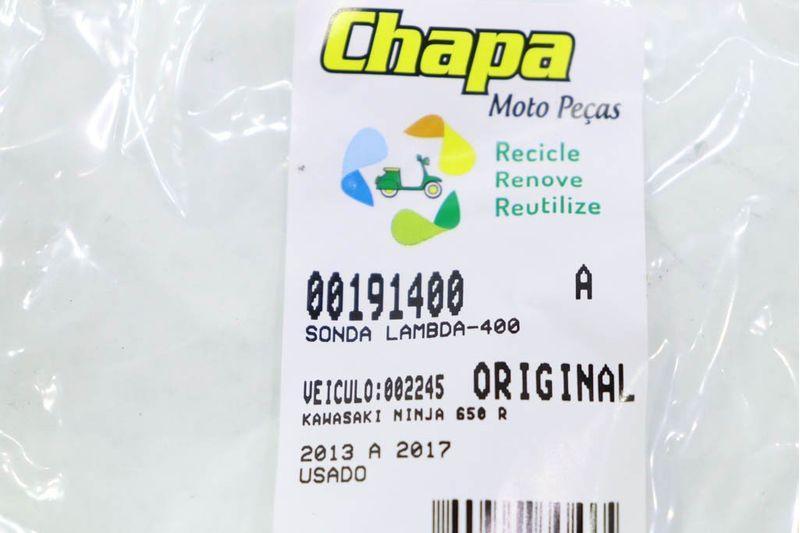 Chapa
Moto Peças
Recicle
Renove
Reutilize
00191400 A
SONDA LAMBDA-400
VEICULO:002245 ORIGINAL
KAWASAKI NINJA 650 R
2013 A 2017
USADO